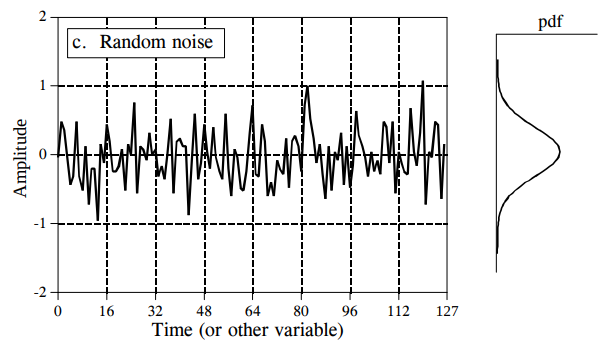 2
c. Random noise
pdf
1
Amplitude
0
-1
-2
0 16 32 48 64 80 96 112 127
Time (or other variable)